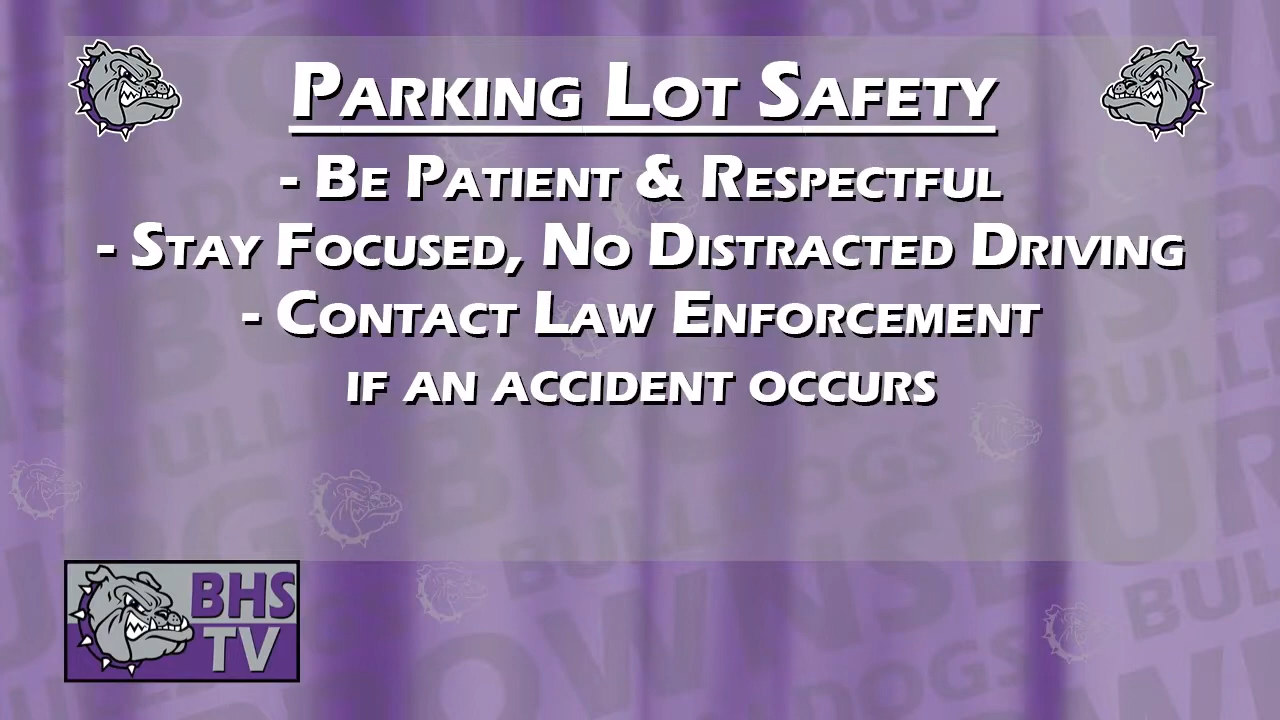 Parking Lot Safety
- Be Patient & Respectful
- Stay Focused, No Distracted Driving
- Contact Law Enforcement
if an accident occurs
BHS
TV